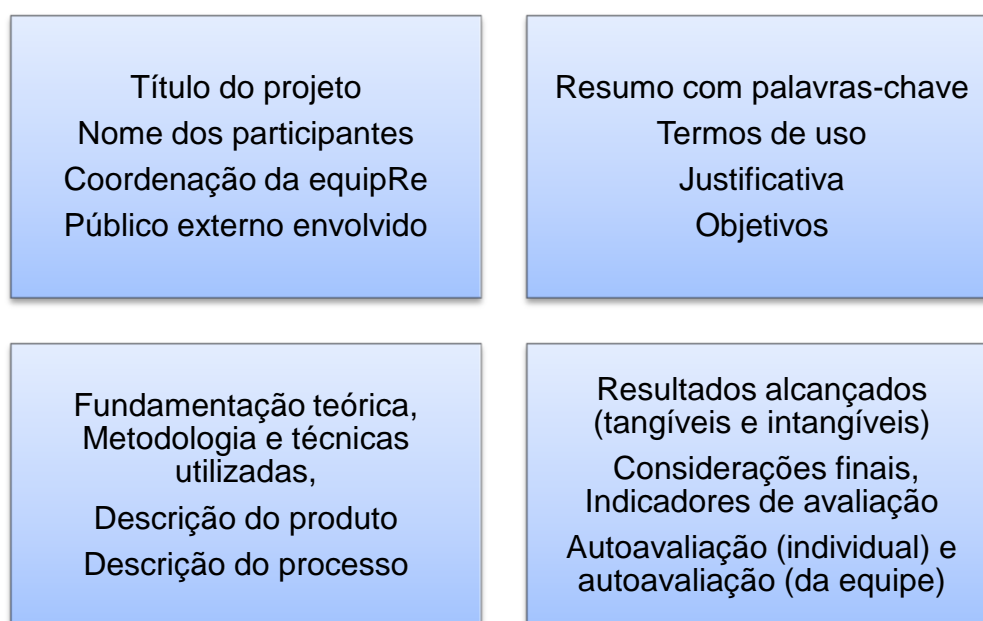 Título do projeto
Nome dos participantes
Coordenação da equipRe
Público externo envolvido
Resumo com palavras-chave
Termos de uso
Justificativa
Objetivos
Fundamentação teórica,
Metodologia e técnicas
utilizadas,
Descrição do produto
Descrição do processo
Resultados alcançados
(tangíveis e intangíveis)
Considerações finais,
Indicadores de avaliação
Autoavaliação (individual) e
autoavaliação (da equipe)